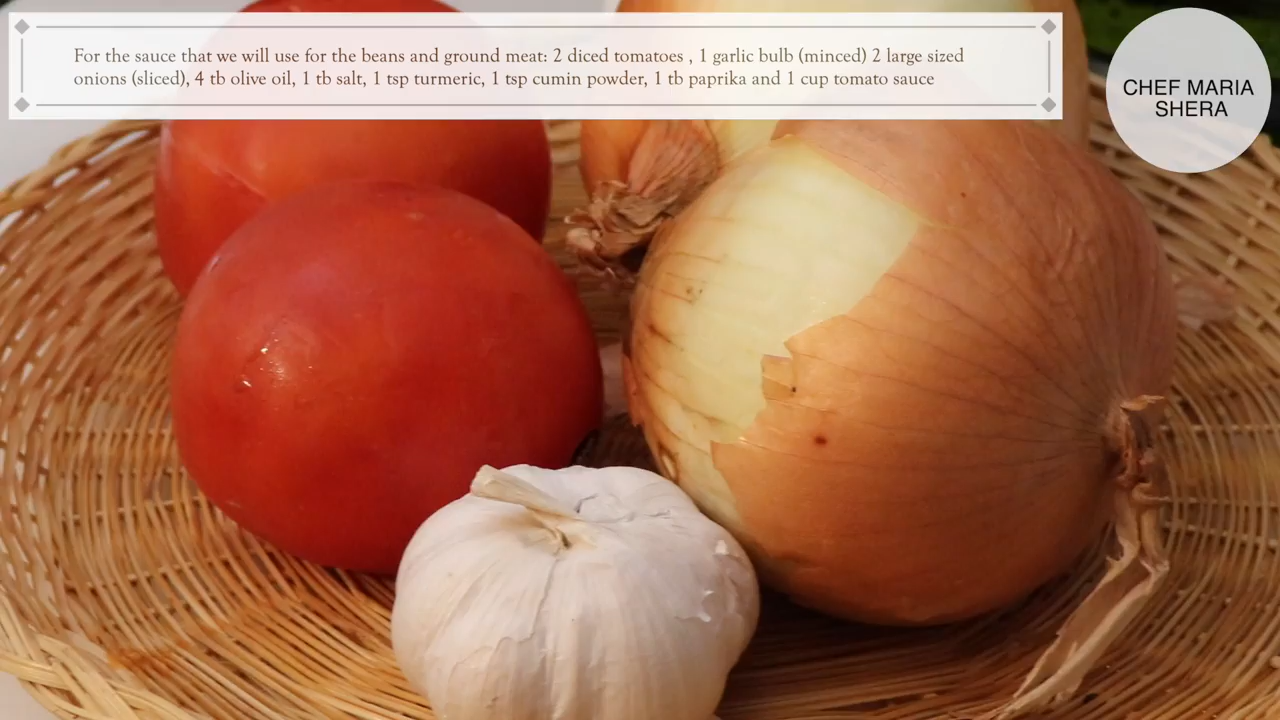 For the sauce that we will use for the beans and ground meat: 2 diced tomatoes , 1 garlic bulb (minced) 2 large sized
onions (sliced), 4 tb olive oil, 1 tb salt, 1 tsp turmeric, 1 tsp cumin powder, 1 tb paprika and 1 cup tomato sauce
CHEF MARIA
SHERA